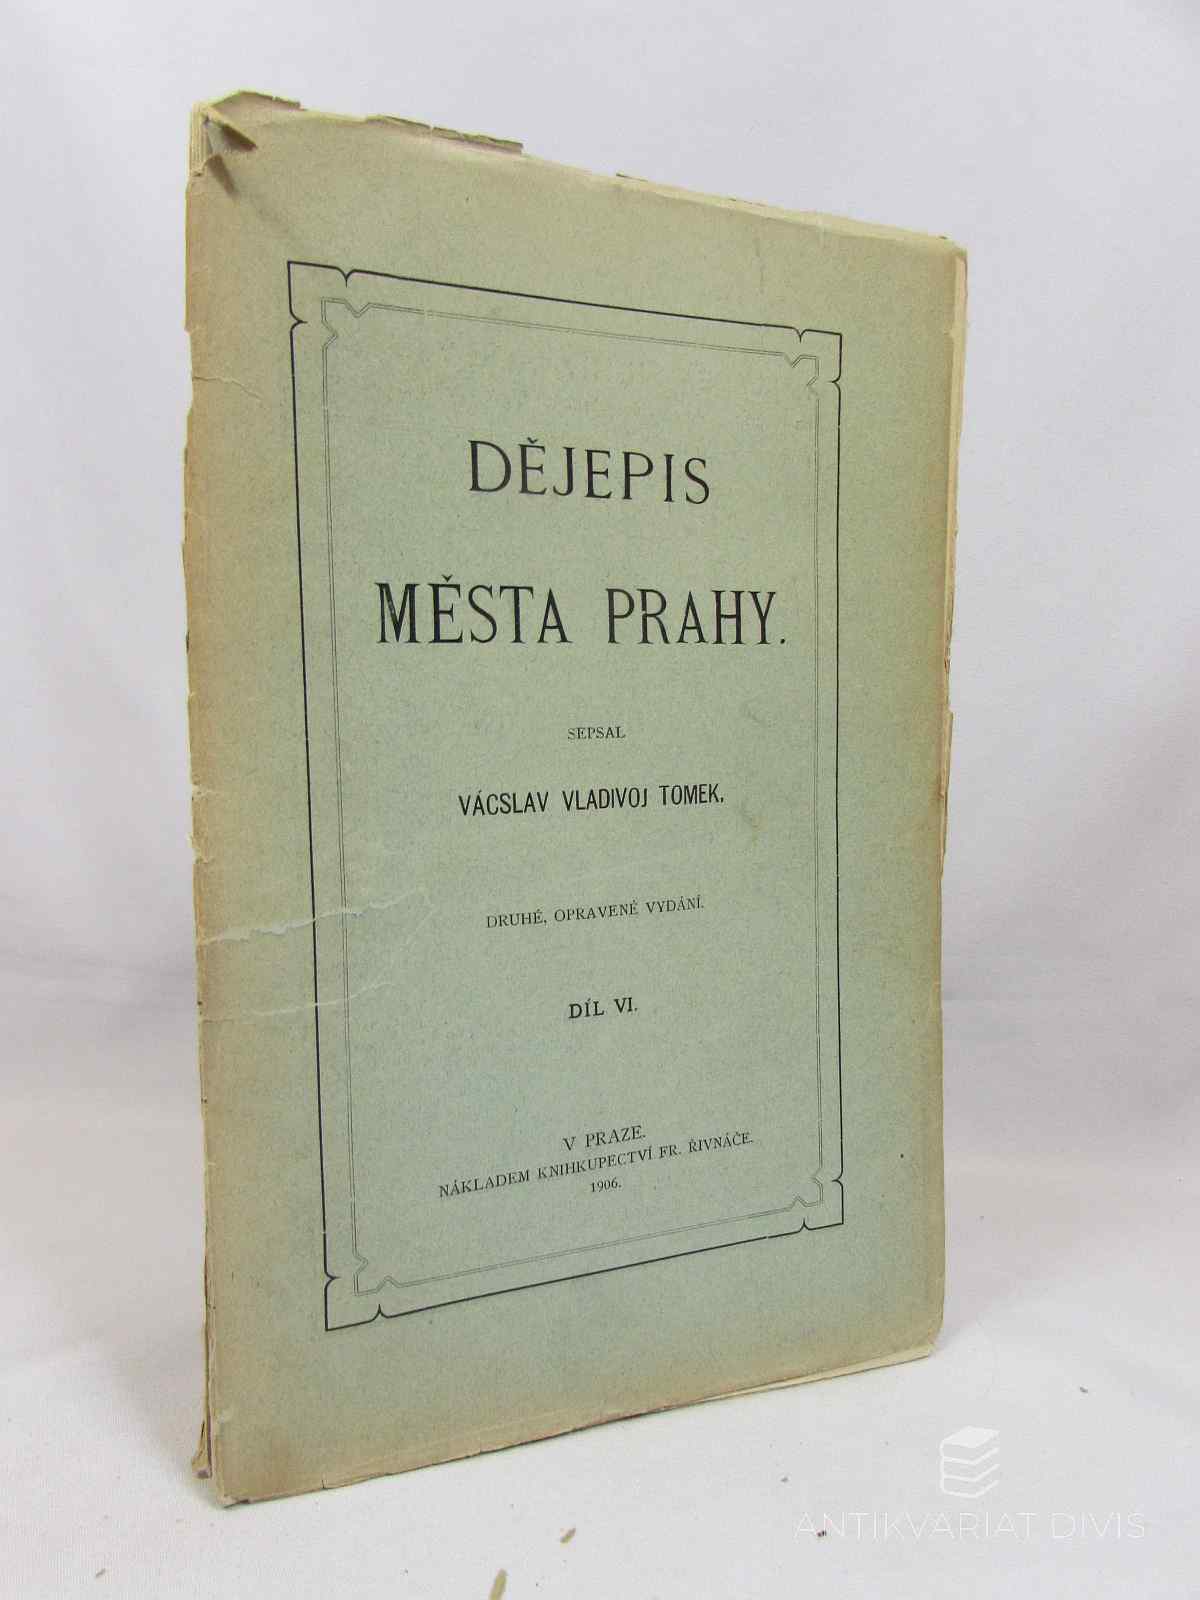 DĚJEPIS
MĚSTA PRAHY.
SEPSAL
VÁCSLAV VLADIVOJ TOMEK.
DRUHÉ, OPRAVENÉ VYDÁNÍ.
DÍL VI.
V PRAZE.
NÁKLADEM KNIHKUPECTVÍ FR. ŘIVNÁČE.
1906.
ANTIKVARIAT DIVIS